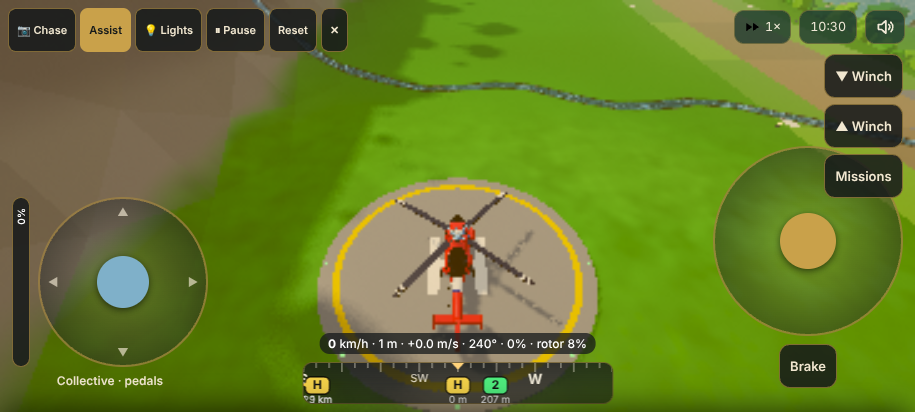 Chase
Assist
Lights
Pause
Reset
×
1×
10:30
▼ Winch
▲ Winch
Missions
0%
Collective · pedals
0 km/h · 1 m · +0.0 m/s · 240° · 0% · rotor 8%
SW
W
H
H
2
km
0 m
207 m
Brake